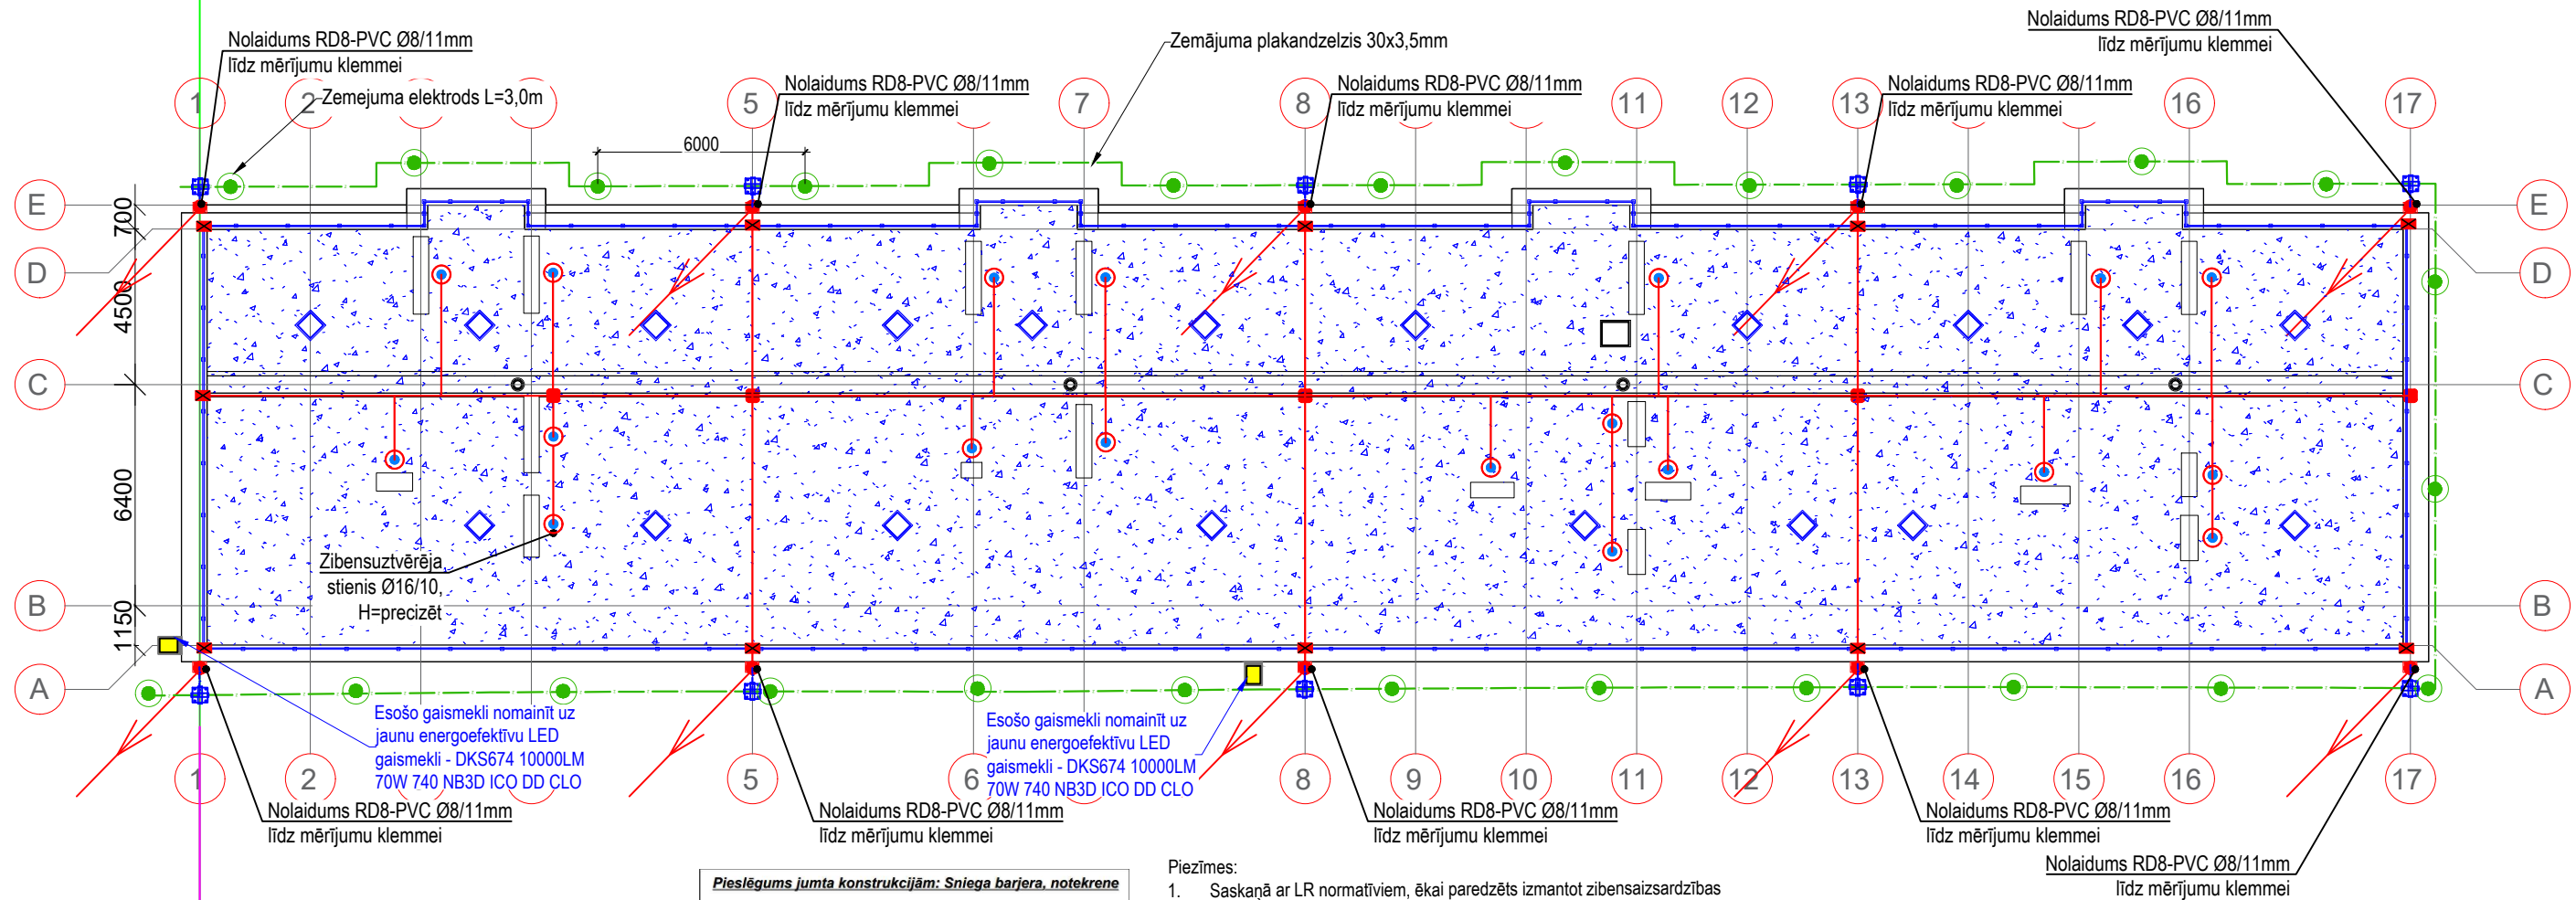 Nolaidums RD8-PVC Ø8/11mm
līdz mērījumu klemmei
Zemējuma plakandzelzis 30x3,5mm
Nolaidums RD8-PVC Ø8/11mm
līdz mērījumu klemmei
Zemejuma elektrods L=3,0m
Nolaidums RD8-PVC Ø8/11mm
līdz mērījumu klemmei
Nolaidums RD8-PVC Ø8/11mm
līdz mērījumu klemmei
Nolaidums RD8-PVC Ø8/11mm
līdz mērījumu klemmei
1 2 5 7 8 11 12 13 16 17
6000
E E
700
D D
4500
C C
6400
Zibensuztvērēja
stienis Ø16/10,
H=precizēt
B B
1150
A A
Esošo gaismekli nomainīt uz
jaunu energoefektīvu LED
gaismekli - DKS674 10000LM
70W 740 NB3D ICO DD CLO
Esošo gaismekli nomainīt uz
jaunu energoefektīvu LED
gaismekli - DKS674 10000LM
70W 740 NB3D ICO DD CLO
1 2 5 6 8 9 10 11 12 13 14 15 16 17
Nolaidums RD8-PVC Ø8/11mm
līdz mērījumu klemmei
Nolaidums RD8-PVC Ø8/11mm
līdz mērījumu klemmei
Nolaidums RD8-PVC Ø8/11mm
līdz mērījumu klemmei
Nolaidums RD8-PVC Ø8/11mm
līdz mērījumu klemmei
Nolaidums RD8-PVC Ø8/11mm
līdz mērījumu klemmei
Pieslēgums jumta konstrukcijām: Sniega barjera, notekrene
Piezīmes:
1. Saskaņā ar LR normatīviem, ēkai paredzēts izmantot zibensaizsardzības